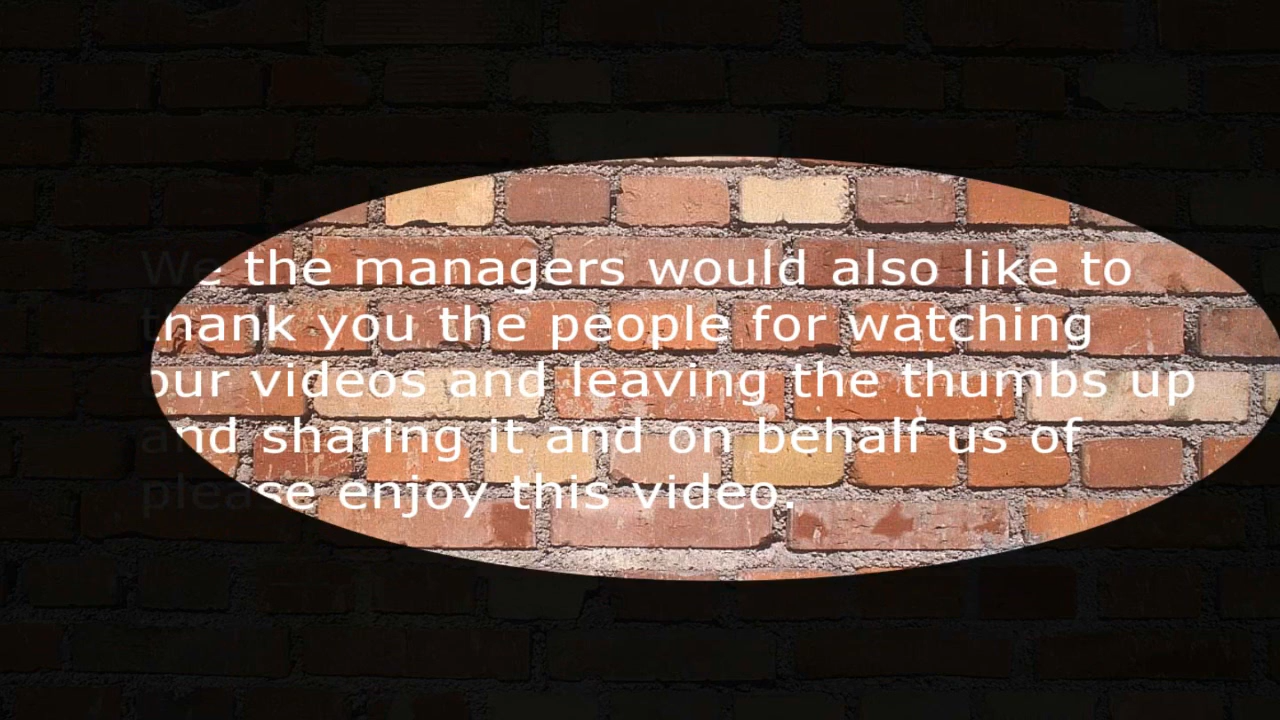 We the managers would also like to
thank you the people for watching
our videos and leaving the thumbs up
and sharing it and on behalf us of
please enjoy this video.